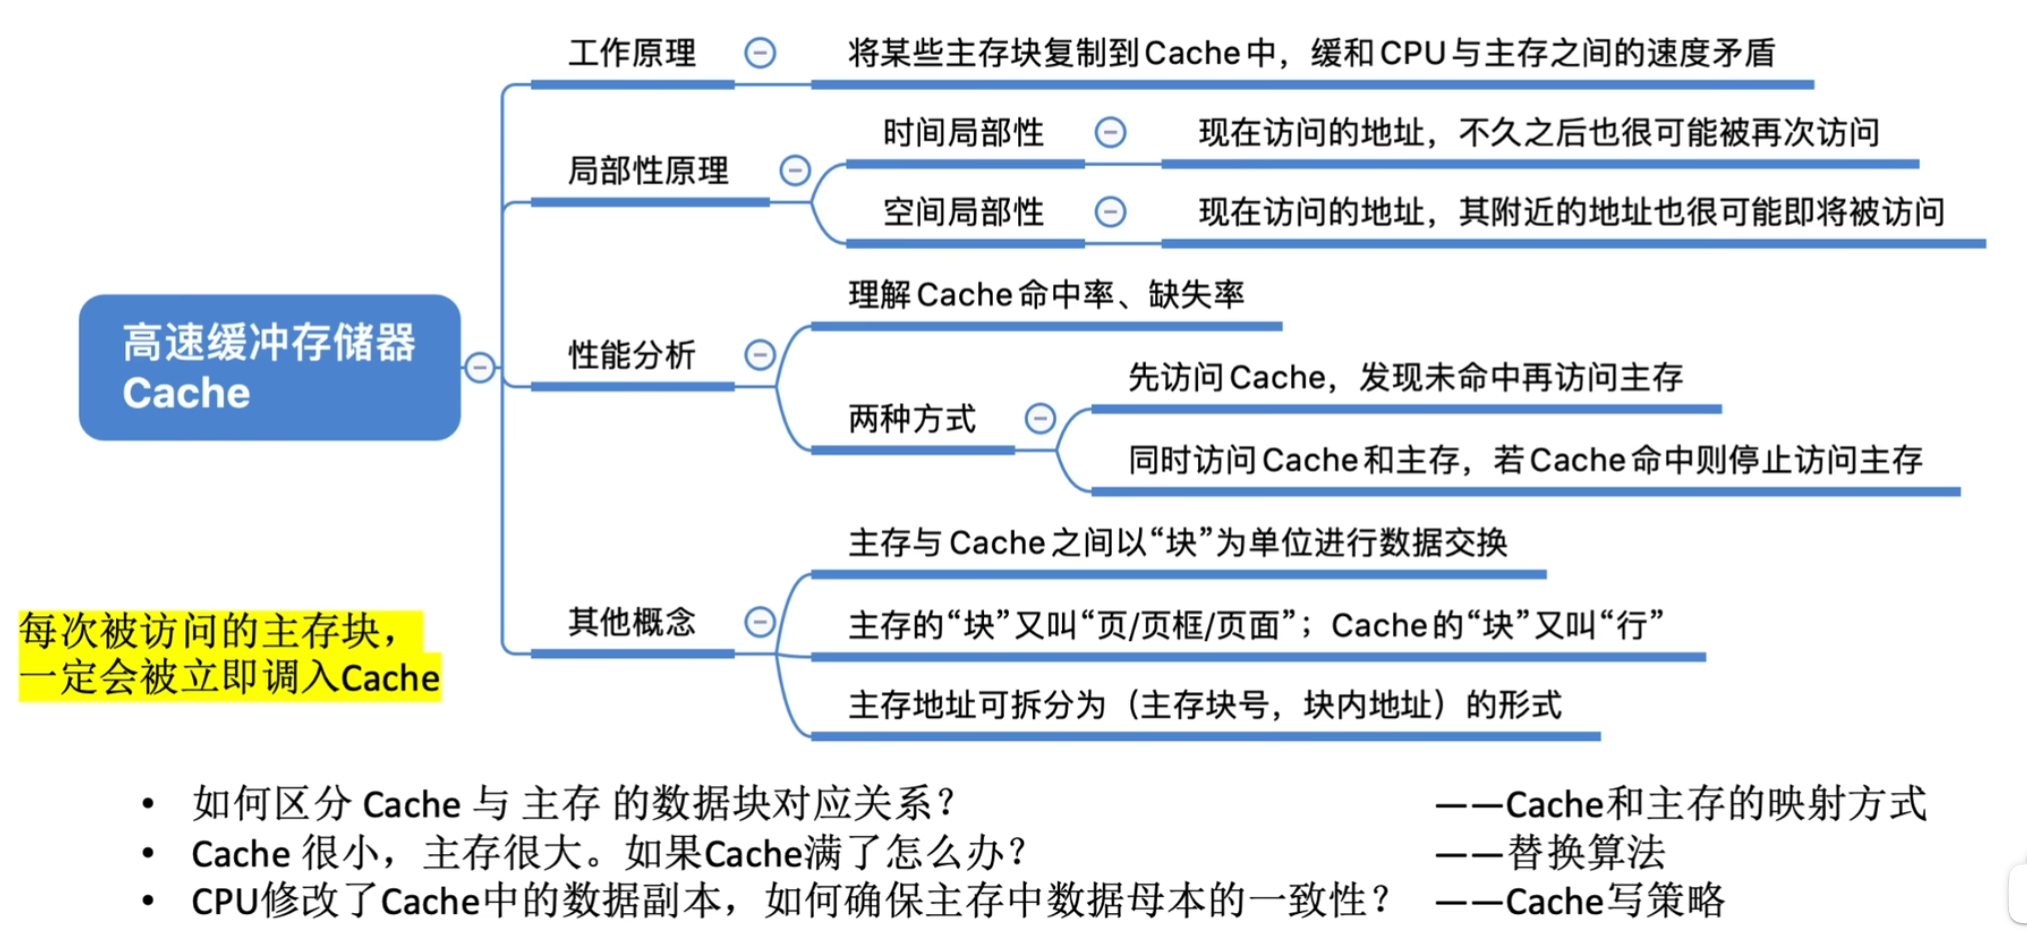 工作原理
将某些主存块复制到Cache中，缓和CPU与主存之间的速度矛盾
局部性原理
时间局部性
现在访问的地址，不久之后也很可能被再次访问
空间局部性
现在访问的地址，其附近的地址也很可能即将被访问
高速缓冲存储器
Cache
性能分析
理解Cache命中率、缺失率
两种方式
先访问Cache，发现未命中再访问主存
同时访问Cache和主存，若Cache命中则停止访问主存
其他概念
主存与Cache之间以“块”为单位进行数据交换
主存的“块”又叫“页/页框/页面”；Cache的“块”又叫“行”
主存地址可拆分为（主存块号，块内地址）的形式
每次被访问的主存块，
一定会被立即调入Cache
• 如何区分 Cache 与 主存 的数据块对应关系？ ——Cache和主存的映射方式
• Cache 很小，主存很大。如果Cache满了怎么办？ ——替换算法
• CPU修改了Cache中的数据副本，如何确保主存中数据母本的一致性？ ——Cache写策略